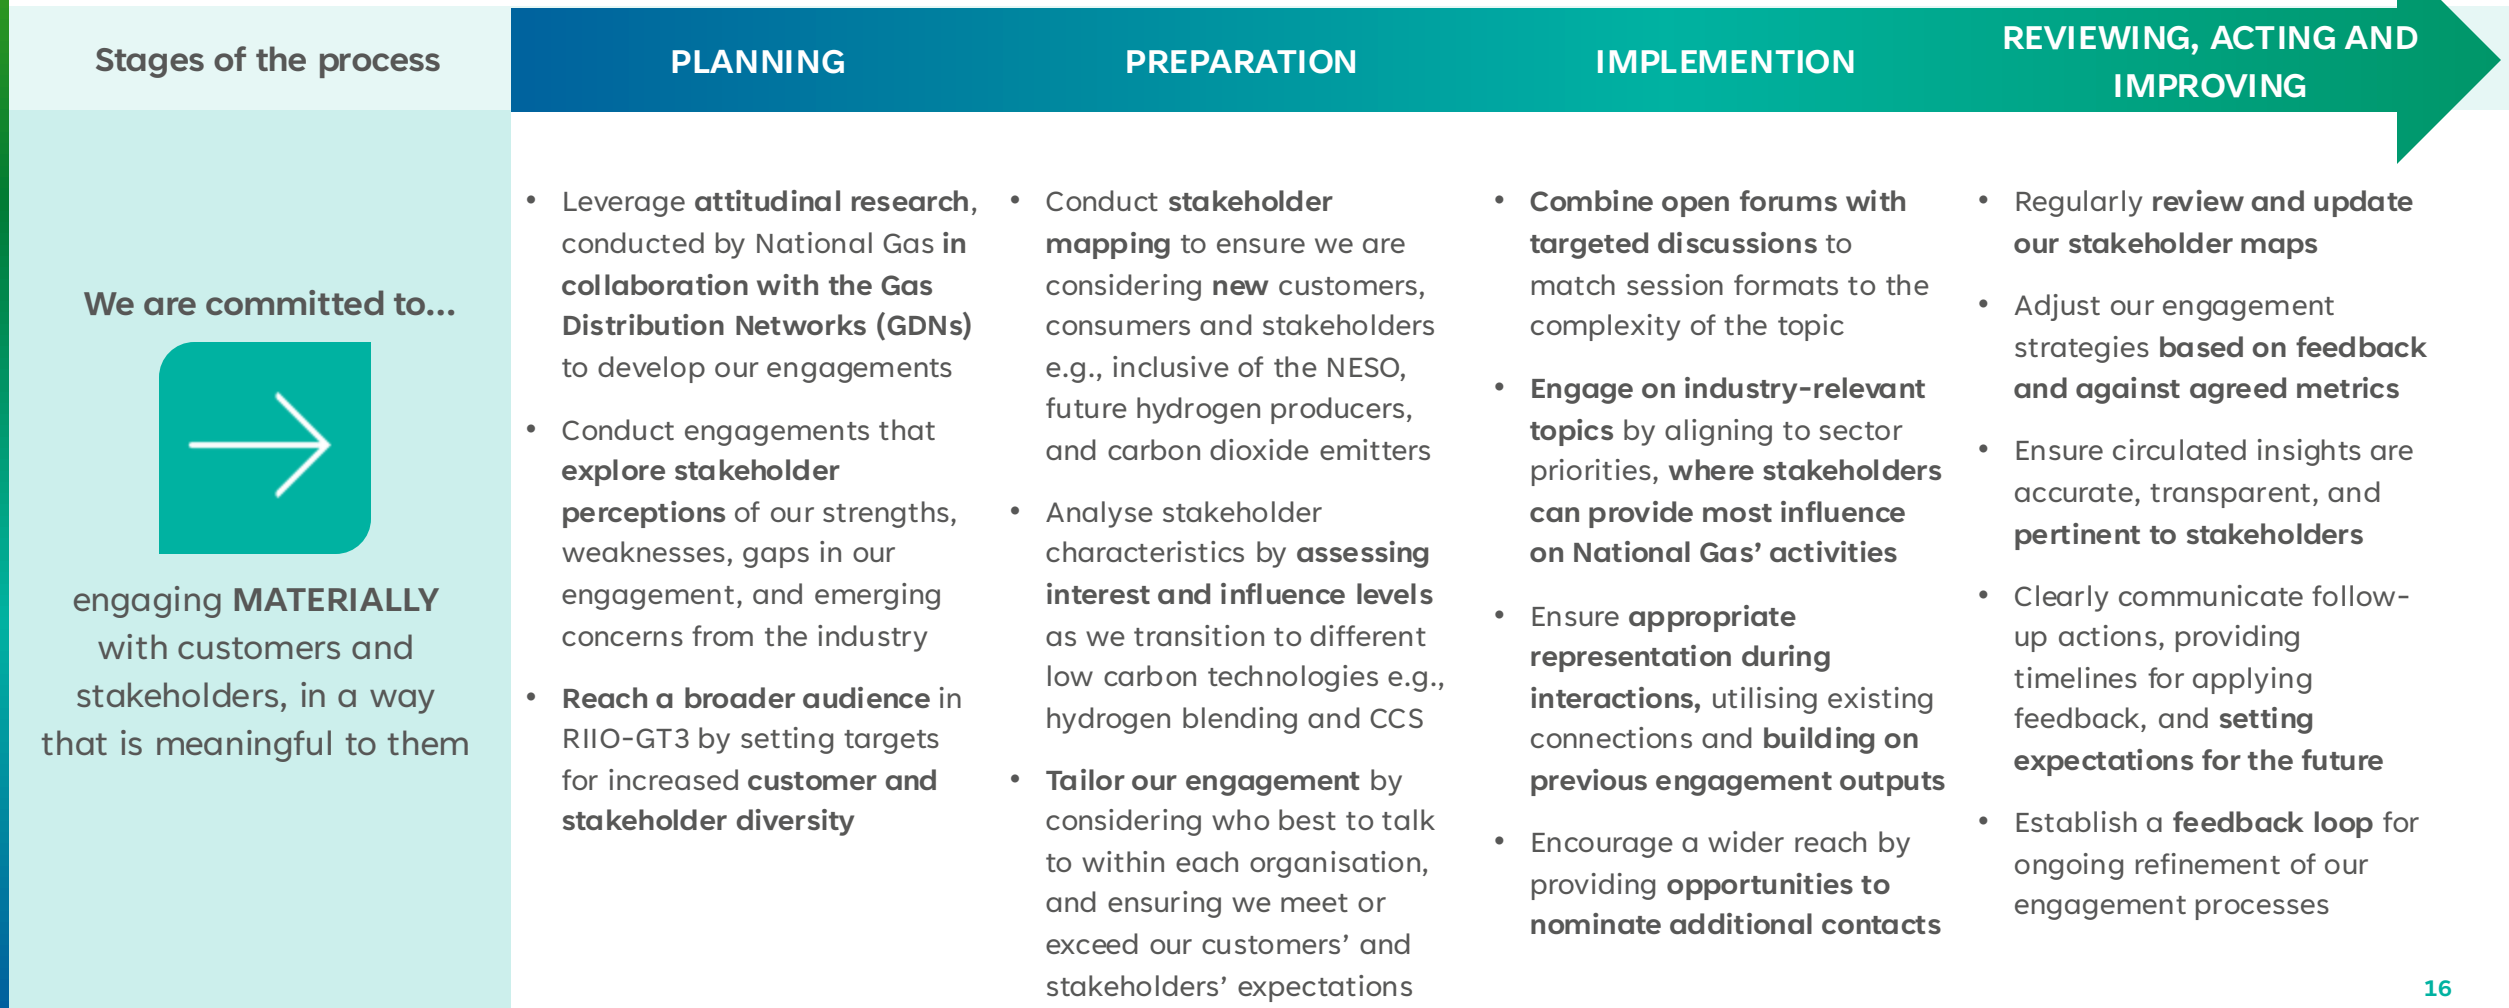 Stages of the process
PLANNING
PREPARATION
IMPLEMENTION
REVIEWING, ACTING AND
IMPROVING
We are committed to...
engaging MATERIALLY
with customers and
stakeholders, in a way
that is meaningful to them
• Leverage attitudinal research,
conducted by National Gas in
collaboration with the Gas
Distribution Networks (GDNs)
to develop our engagements
• Conduct engagements that
explore stakeholder
perceptions of our strengths,
weaknesses, gaps in our
engagement, and emerging
concerns from the industry
• Reach a broader audience in
RIIO-GT3 by setting targets
for increased customer and
stakeholder diversity
• Conduct stakeholder
mapping to ensure we are
considering new customers,
consumers and stakeholders
e.g., inclusive of the NESO,
future hydrogen producers,
and carbon dioxide emitters
• Analyse stakeholder
characteristics by assessing
interest and influence levels
as we transition to different
low carbon technologies e.g.,
hydrogen blending and CCS
• Tailor our engagement by
considering who best to talk
to within each organisation,
and ensuring we meet or
exceed our customers’ and
stakeholders’ expectations
• Combine open forums with
targeted discussions to
match session formats to the
complexity of the topic
• Engage on industry-relevant
topics by aligning to sector
priorities, where stakeholders
can provide most influence
on National Gas’ activities
• Ensure appropriate
representation during
interactions, utilising existing
connections and building on
previous engagement outputs
• Encourage a wider reach by
providing opportunities to
nominate additional contacts
• Regularly review and update
our stakeholder maps
• Adjust our engagement
strategies based on feedback
and against agreed metrics
• Ensure circulated insights are
accurate, transparent, and
pertinent to stakeholders
• Clearly communicate follow-
up actions, providing
timelines for applying
feedback, and setting
expectations for the future
• Establish a feedback loop for
ongoing refinement of our
engagement processes
16